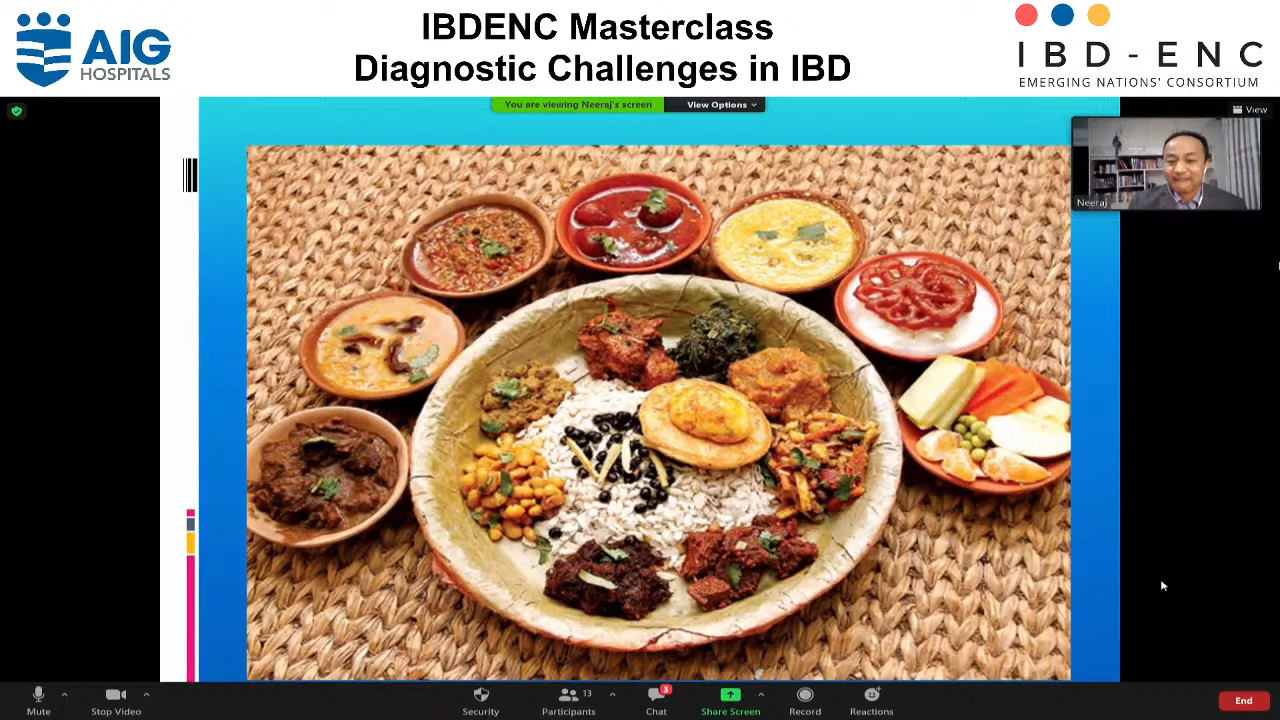 AIG
HOSPITALS
IBDENC Masterclass
Diagnostic Challenges in IBD
IBD-ENC
EMERGING NATIONS' CONSORTIUM
You are viewing Neeraj's screen
View Options
View
Neeraj
Mute
Stop Video
Security
Participants
13
Chat
3
Share Screen
Record
Reactions
End